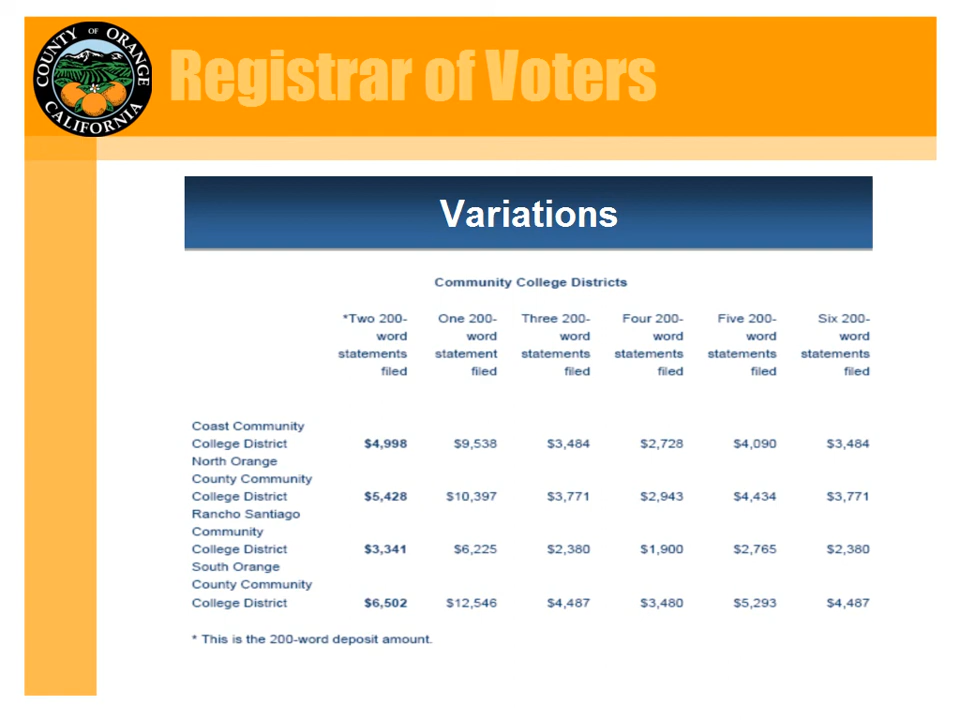 COUNTY OF ORANGE
CALIFORNIA
Registrar of Voters
Variations
Community College Districts
*Two 200- One 200- Three 200- Four 200- Five 200- Six 200-
word word word word word word
statements statement statements statements statements statements
filed filed filed filed filed filed
Coast Community
College District $4,998 $9,538 $3,484 $2,728 $4,090 $3,484
North Orange
County Community
College District $5,428 $10,397 $3,771 $2,943 $4,434 $3,771
Rancho Santiago
Community
College District $3,341 $6,225 $2,380 $1,900 $2,765 $2,380
South Orange
County Community
College District $6,502 $12,546 $4,487 $3,480 $5,293 $4,487
* This is the 200-word deposit amount.